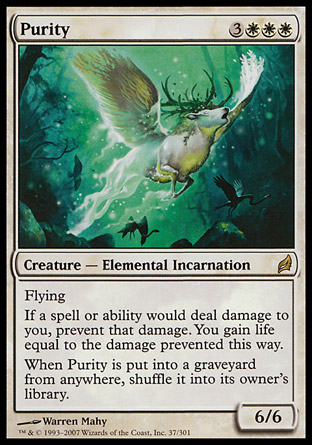 Purity 3
Creature — Elemental Incarnation
Flying
If a spell or ability would deal damage to
you, prevent that damage. You gain life
equal to the damage prevented this way.
When Purity is put into a graveyard
from anywhere, shuffle it into its owner's
library.
6/6
Warren Mahy
™ & © 1993–2007 Wizards of the Coast, Inc. 37/301